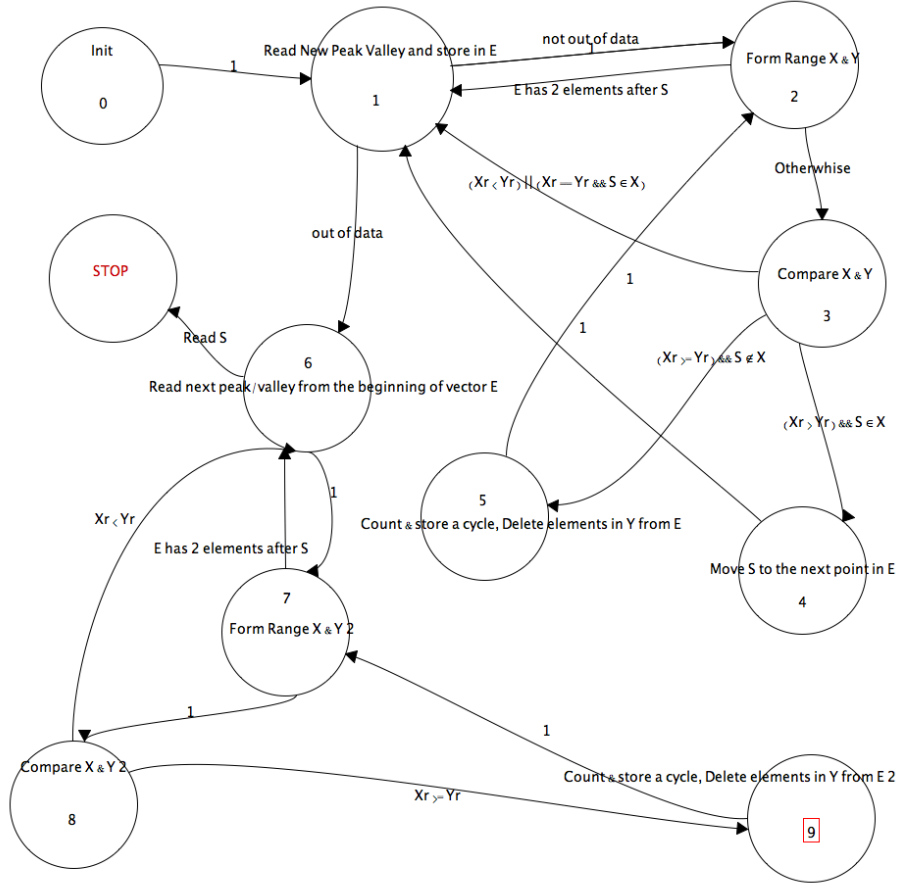 Init
0
1
Read New Peak Valley and store in E
1
not out of data
1
E has 2 elements after S
Form Range X & Y
2
Otherwhise
(Xr < Yr) || (Xr == Yr && S ∈ X)
Compare X & Y
3
out of data
STOP
Read S
6
Read next peak/valley from the beginning of vector E
1
1
(Xr >= Yr) && S ∉ X
(Xr > Yr) && S ∈ X
5
Count & store a cycle, Delete elements in Y from E
Move S to the next point in E
4
Xr < Yr
1
E has 2 elements after S
7
Form Range X & Y 2
1
1
Compare X & Y 2
8
Xr >= Yr
Count & store a cycle, Delete elements in Y from E 2
9